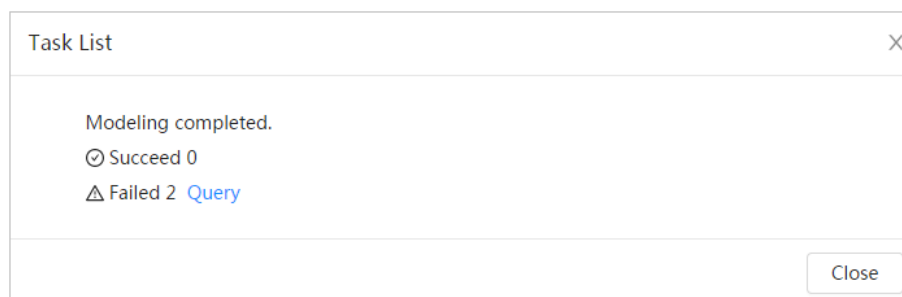 Task List
Modeling completed.
Succeed 0
Failed 2 Query
Close